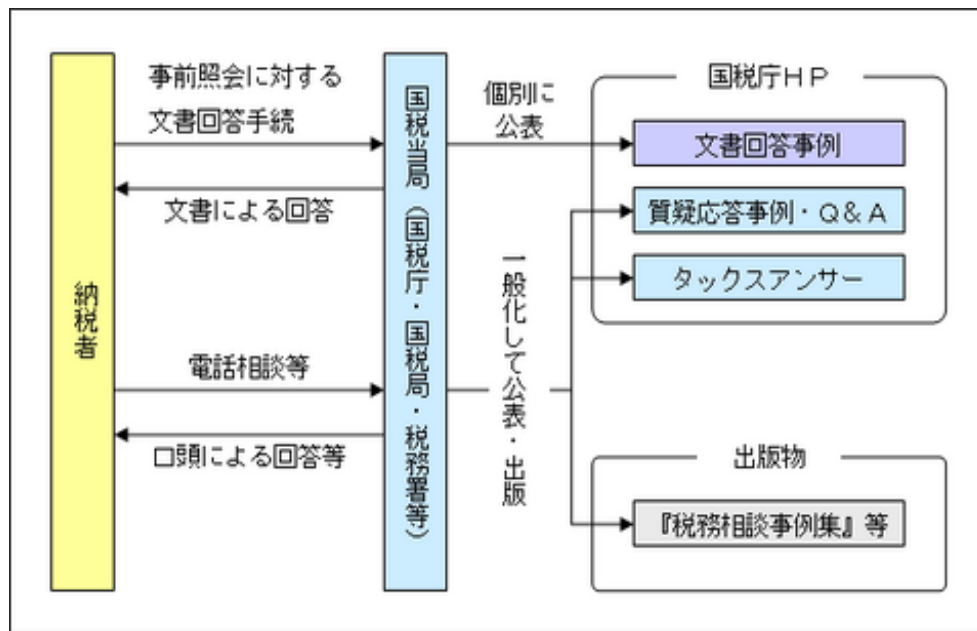 納税者
事前照会に対する
文書回答手続
文書による回答
電話相談等
口頭による回答等
国税当局(国税庁・国税局・税務署等)
個別に
公表
一般化して公表・出版
国税庁HP
文書回答事例
質疑応答事例・Q&A
タックスアンサー
出版物
『税務相談事例集』等